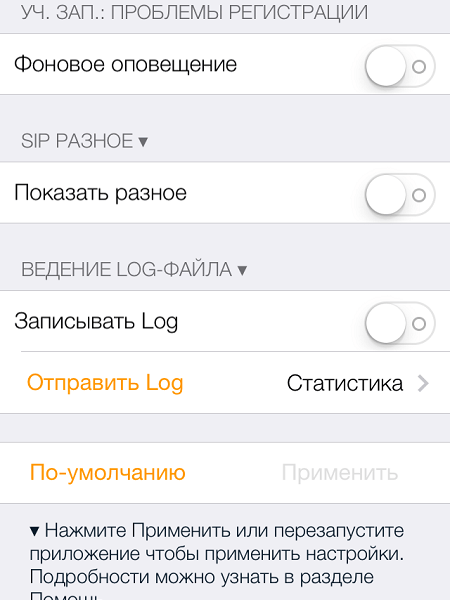 УЧ. ЗАП.: ПРОБЛЕМЫ РЕГИСТРАЦИИ
Фоновое оповещение
SIP РАЗНОЕ ▾
Показать разное
ВЕДЕНИЕ LOG-ФАЙЛА ▾
Записывать Log
Отправить Log Статистика
По-умолчанию Применить
▾ Нажмите Применить или перезапустите
приложение чтобы применить настройки.
Подробности можно узнать в разделе
Помощь